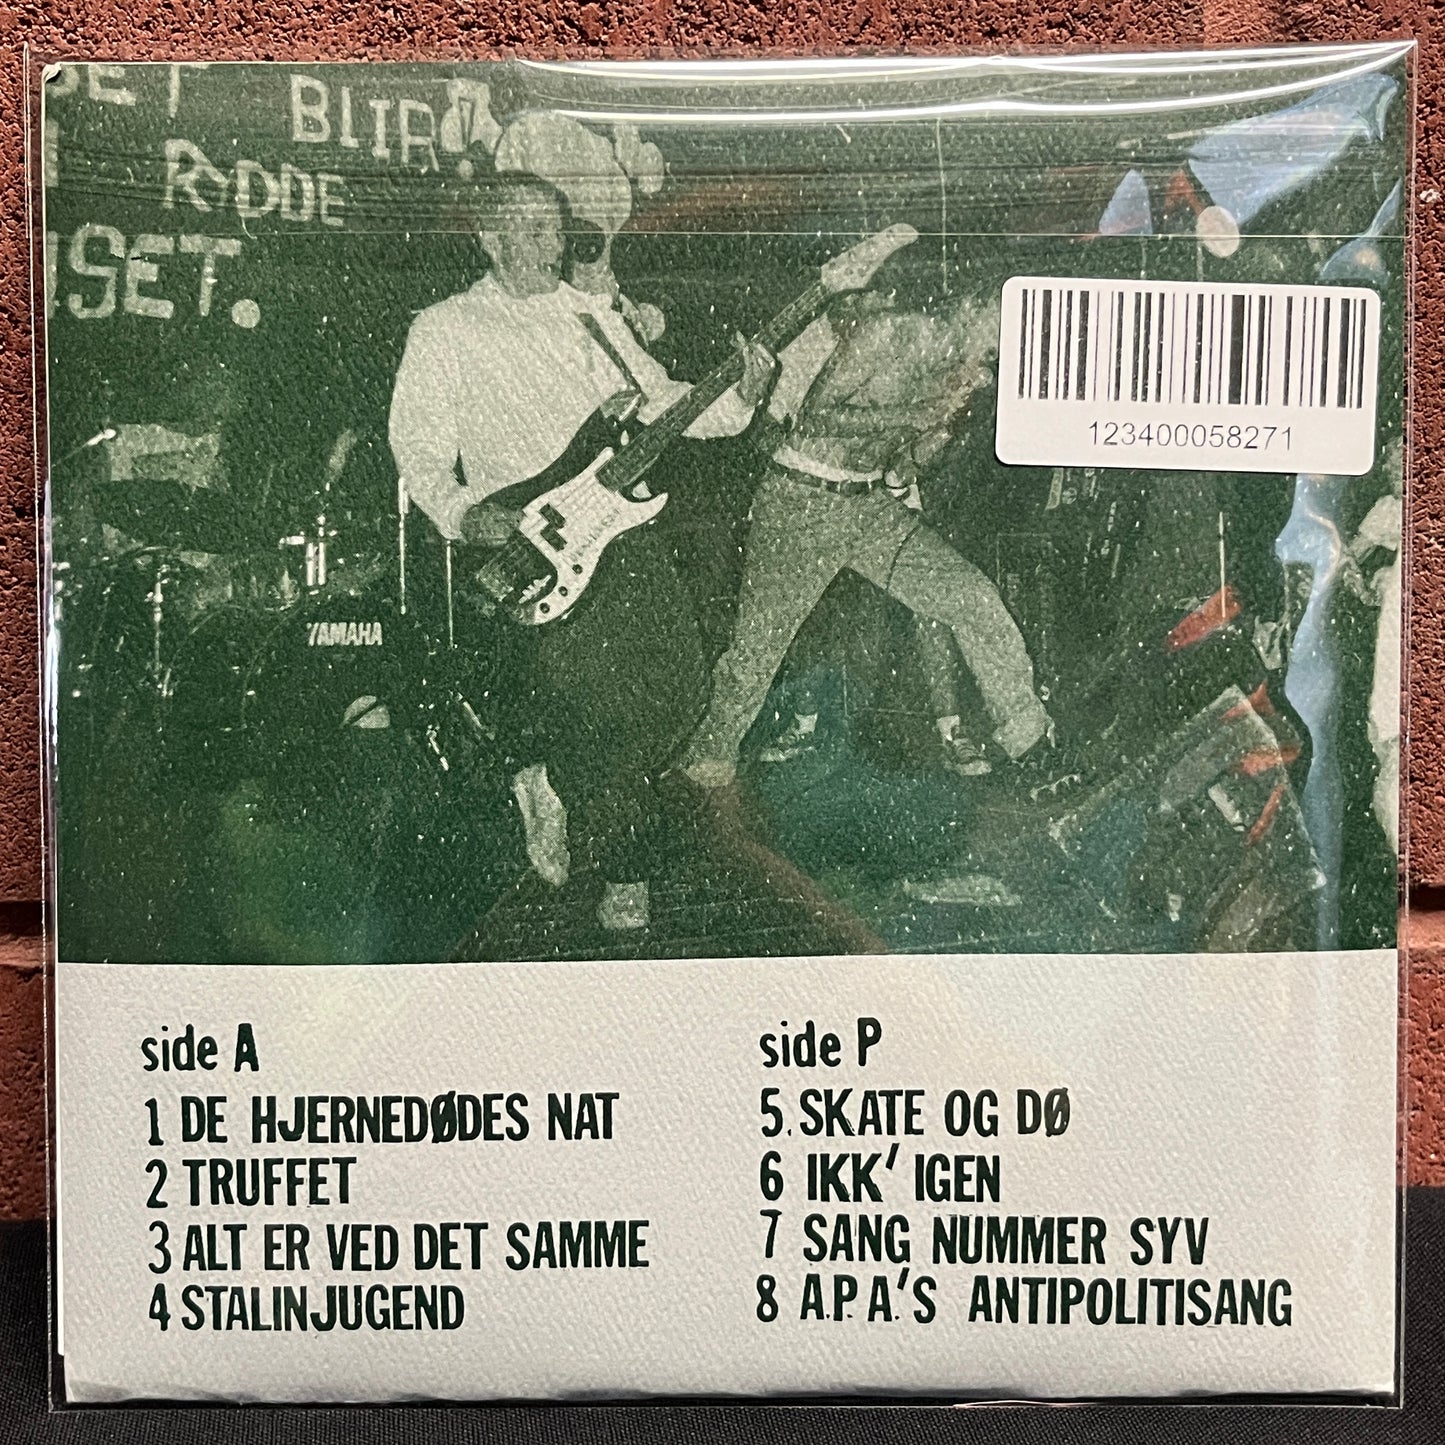 BLIR!
RYDDE
SET.
123400058271
YAMAHA
side A
1 DE HJERNEDØDES NAT
2 TRUFFET
3 ALT ER VED DET SAMME
4 STALINJUGEND
side P
5. SKATE OG DØ
6 IKK' IGEN
7 SANG NUMMER SYV
8 A.P.A.'S ANTIPOLITISANG